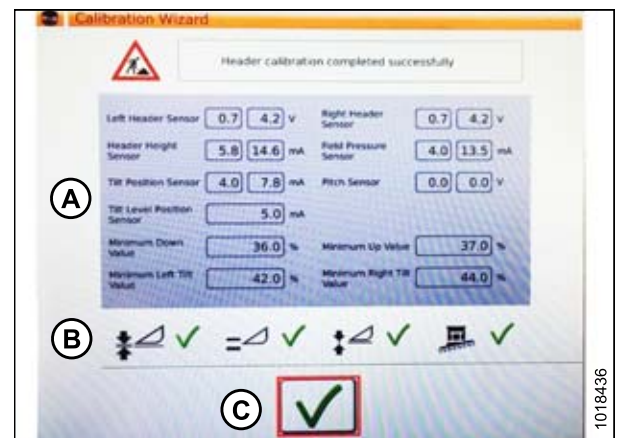 Calibration Wizard
Header calibration completed successfully
Left Header Sensor 0.7 4.2 V Right Header Sensor 0.7 4.2 V
Header Height Sensor 5.8 14.6 mA Field Pressure Sensor 4.0 13.5 mA
Tilt Position Sensor 4.0 7.8 mA Pitch Sensor 0.0 0.0 V
Tilt Level Position Sensor 5.0 mA
Minimum Down Value 36.0 % Minimum Up Value 37.0 %
Minimum Left Tilt Value 42.0 % Minimum Right Tilt Value 44.0 %
A
B
C
1018436